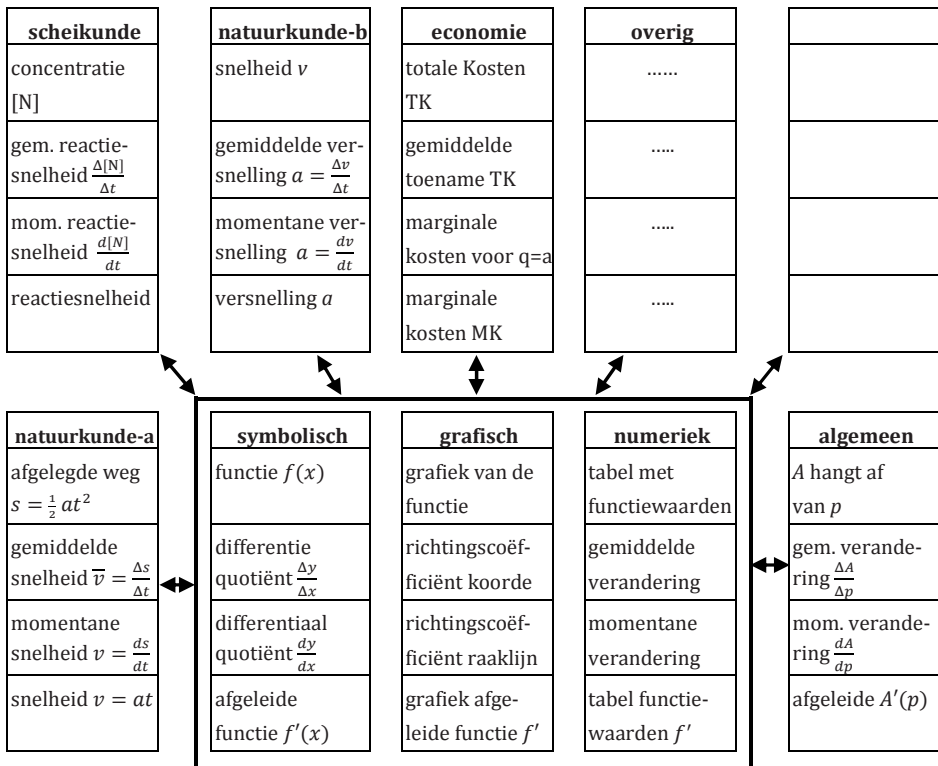 scheikunde
concentratie
[N]
gem. reactie-
snelheid Δ[N]/Δt
mom. reactie-
snelheid d[N]/dt
reactiesnelheid
natuurkunde-b
snelheid v
gemiddelde ver-
snelling a = Δv/Δt
momentane ver-
snelling a = dv/dt
versnelling a
economie
totale Kosten
TK
gemiddelde
toename TK
marginale
kosten voor q=a
marginale
kosten MK
overig
……
…..
…..
…..
natuurkunde-a
afgelegde weg
s = ½ at²
gemiddelde
snelheid v̅ = Δs/Δt
momentane
snelheid v = ds/dt
snelheid v = at
symbolisch
functie f(x)
differentie
quotiënt Δy/Δx
differentiaal
quotiënt dy/dx
afgeleide
functie f′(x)
grafisch
grafiek van de
functie
richtingscoëf-
ficiënt koorde
richtingscoëf-
ficiënt raaklijn
grafiek afge-
leide functie f′
numeriek
tabel met
functiewaarden
gemiddelde
verandering
momentane
verandering
tabel functie-
waarden f′
algemeen
A hangt af
van p
gem. verande-
ring ΔA/Δp
mom. verande-
ring dA/dp
afgeleide A′(p)